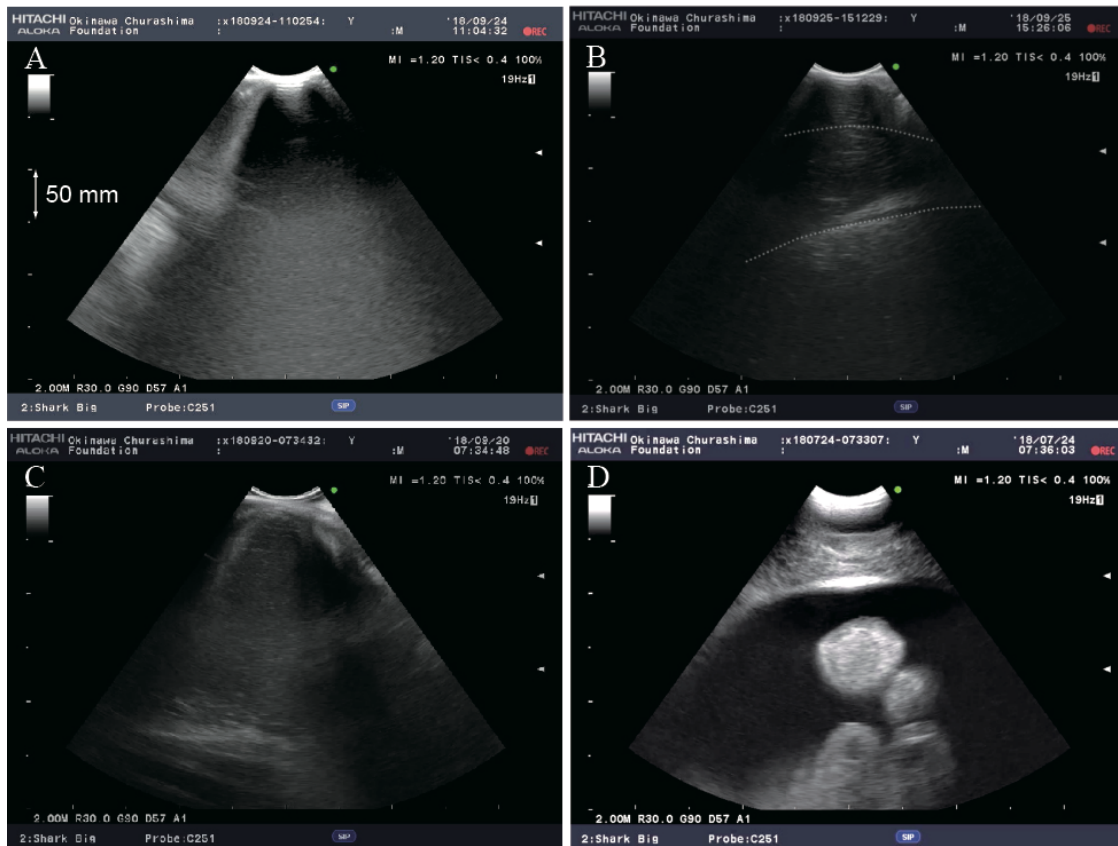 A
HITACHI Okinawa Churashima :x180924-110254: Y '18/09/24
ALOKA Foundation : :M 11:04:32 REC
MI =1.20 TIS< 0.4 100%
19Hz1
50 mm
2.00M R30.0 G90 D57 A1
2:Shark Big Probe:C251 SIP
B
HITACHI Okinawa Churashima :x180925-151229: Y '18/09/25
ALOKA Foundation : :M 15:26:06 REC
MI =1.20 TIS< 0.4 100%
19Hz1
2.00M R30.0 G90 D57 A1
2:Shark Big Probe:C251 SIP
C
HITACHI Okinawa Churashima :x180920-073432: Y '18/09/20
ALOKA Foundation : :M 07:34:48 REC
MI =1.20 TIS< 0.4 100%
19Hz1
2.00M R30.0 G90 D57 A1
2:Shark Big Probe:C251 SIP
D
HITACHI Okinawa Churashima :x180724-073307: Y '18/07/24
ALOKA Foundation : :M 07:36:03 REC
MI =1.20 TIS< 0.4 100%
19Hz1
2.00M R30.0 G90 D57 A1
2:Shark Big Probe:C251 SIP